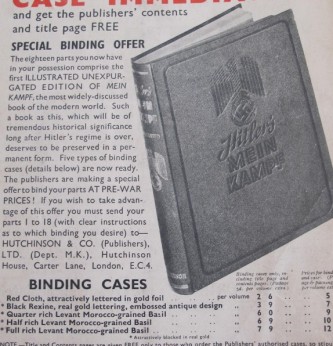 CASE IMMEDIA
and get the publishers' contents
and title page FREE
SPECIAL BINDING OFFER
The eighteen parts you now have
in your possession comprise the
first ILLUSTRATED UNEXPUR-
GATED EDITION OF MEIN
KAMPF, the most widely-discussed
book of the modern world. Such
a book as this, which will be of
tremendous historical significance
long after Hitler's regime is over,
deserves to be preserved in a per-
manent form. Five types of binding
cases (details below) are now ready.
The publishers are making a special
offer to bind your parts AT PRE-WAR
PRICES! If you wish to take advan-
tage of this offer you must send your
parts 1 to 18 (with clear instructions
as to which binding you desire) to—
HUTCHINSON & CO. (Publishers),
LTD. (Dept. M.K.), Hutchinson
House, Carter Lane, London, E.C.4.
Hitler's
MEIN
KAMPF
BINDING CASES
* Red Cloth, attractively lettered in gold foil per volume 2 6 5
* Black Rexine, real gold lettering, embossed antique design 3 9 7
* Quarter rich Levant Morocco-grained Basil 6 0 9
* Half rich Levant Morocco-grained Basil 6 9 10
* Full rich Levant Morocco-grained Basil 7 9 12
* Attractively blocked in real gold